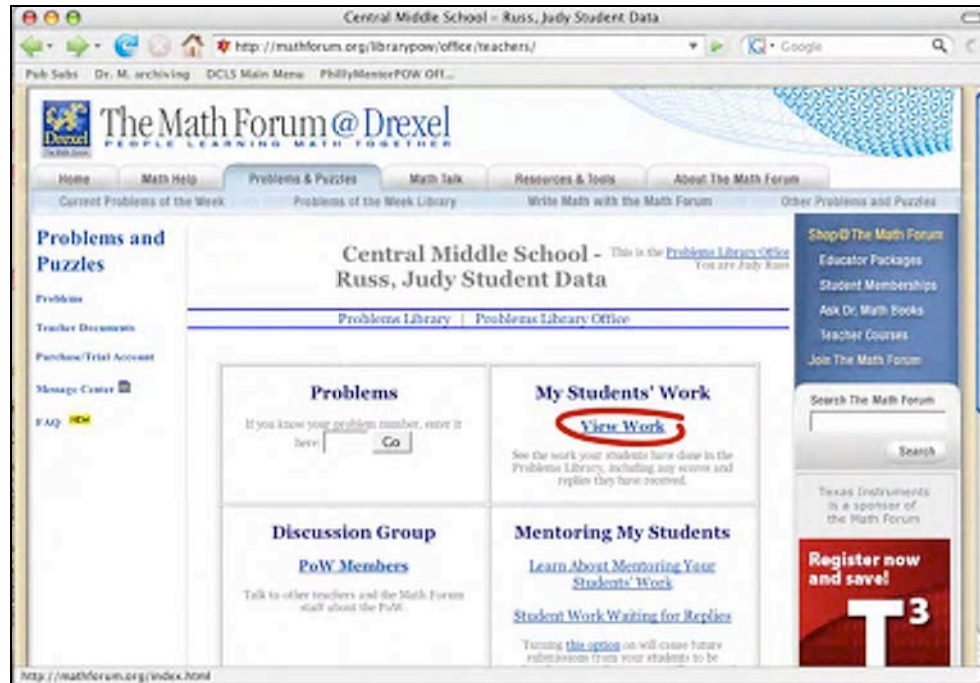 Central Middle School – Russ, Judy Student Data
http://mathforum.org/librarypow/office/teachers/
Google
Pub Subs Dr. M. archiving DCLS Main Menu PhillyMentorPOW Off...
Drexel
The Math Forum @ Drexel
PEOPLE LEARNING MATH TOGETHER
Home Math Help Problems & Puzzles Math Talk Resources & Tools About The Math Forum
Current Problems of the Week Problems of the Week Library Write Math with the Math Forum Other Problems and Puzzles
Problems and
Puzzles
Problems
Teacher Documents
Purchase/Trial Account
Message Center
FAQ NEW
Central Middle School -
Russ, Judy Student Data
This is the Problems Library Office
You are Judy Russ
Problems Library | Problems Library Office
Problems
If you know your problem number, enter it
here: Go
My Students' Work
View Work
See the work your students have done in the
Problems Library, including any scores and
replies they have received.
Discussion Group
PoW Members
Talk to other teachers and the Math Forum
staff about the PoW.
Mentoring My Students
Learn About Mentoring Your
Students' Work
Student Work Waiting for Replies
Turning this option on will cause future
submissions from your students to be
Shop@The Math Forum
Educator Packages
Student Memberships
Ask Dr. Math Books
Teacher Courses
Join The Math Forum
Search The Math Forum
Search
Texas Instruments
is a sponsor of
the Math Forum
Register now
and save!
T3
http://mathforum.org/index.html